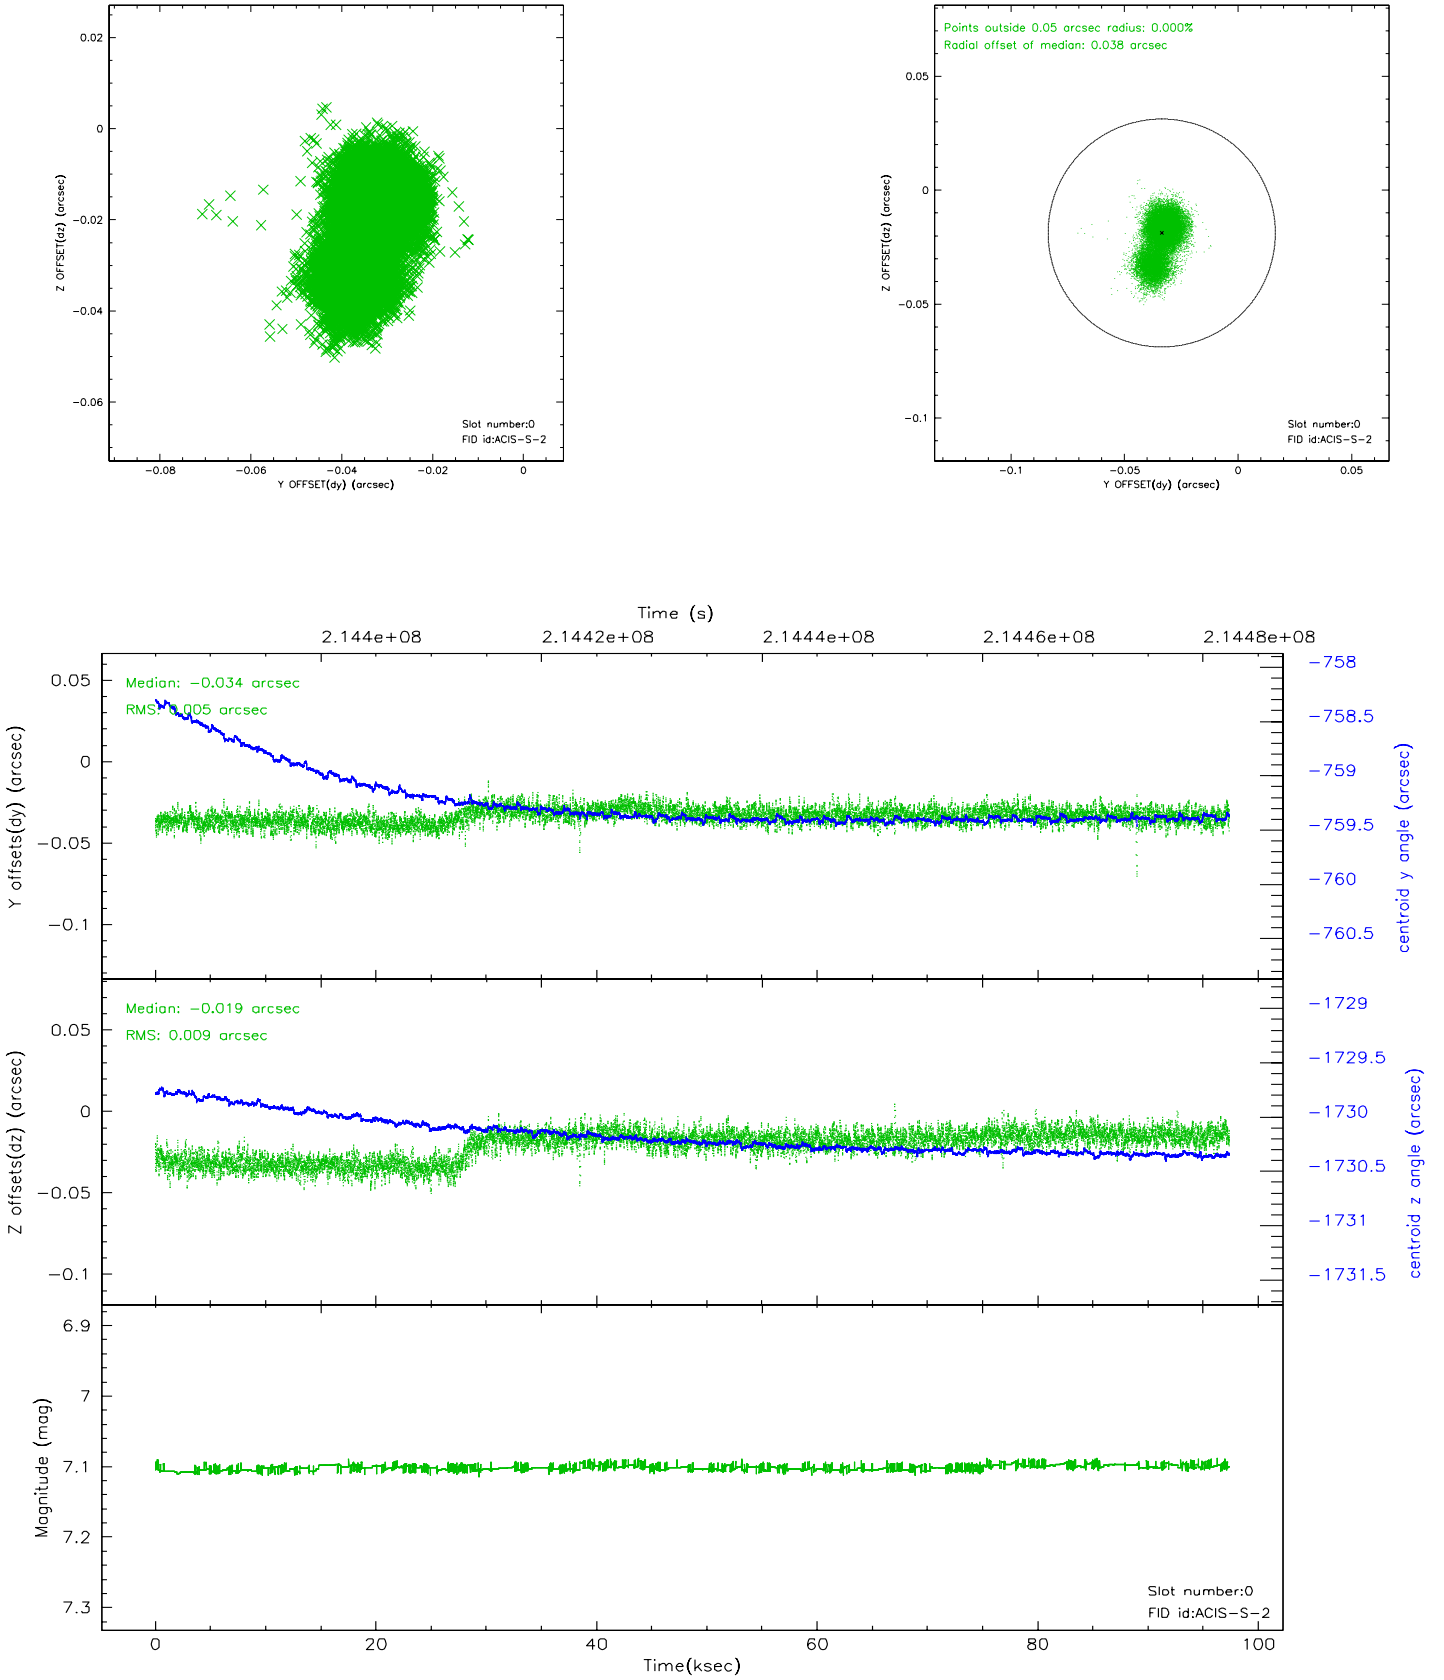 0.02
0
−0.02
−0.04
−0.06
Z OFFSET(dz) (arcsec)
Slot number:0
FID id:ACIS−S−2
−0.08
−0.06
−0.04
−0.02
0
Y OFFSET(dy) (arcsec)
Points outside 0.05 arcsec radius: 0.000%
Radial offset of median: 0.038 arcsec
0.05
0
−0.05
−0.1
Z OFFSET(dz) (arcsec)
Slot number:0
FID id:ACIS−S−2
−0.1
−0.05
0
0.05
Y OFFSET(dy) (arcsec)
Time (s)
2.144e+08
2.1442e+08
2.1444e+08
2.1446e+08
2.1448e+08
Median: −0.034 arcsec
RMS: 0.005 arcsec
0.05
0
−0.05
−0.1
Y offsets(dy) (arcsec)
−758
−758.5
−759
−759.5
−760
−760.5
centroid y angle (arcsec)
Median: −0.019 arcsec
RMS: 0.009 arcsec
0.05
0
−0.05
−0.1
Z offsets(dz) (arcsec)
−1729
−1729.5
−1730
−1730.5
−1731
−1731.5
centroid z angle (arcsec)
6.9
7
7.1
7.2
7.3
Magnitude (mag)
Slot number:0
FID id:ACIS−S−2
0
20
40
60
80
100
Time(ksec)